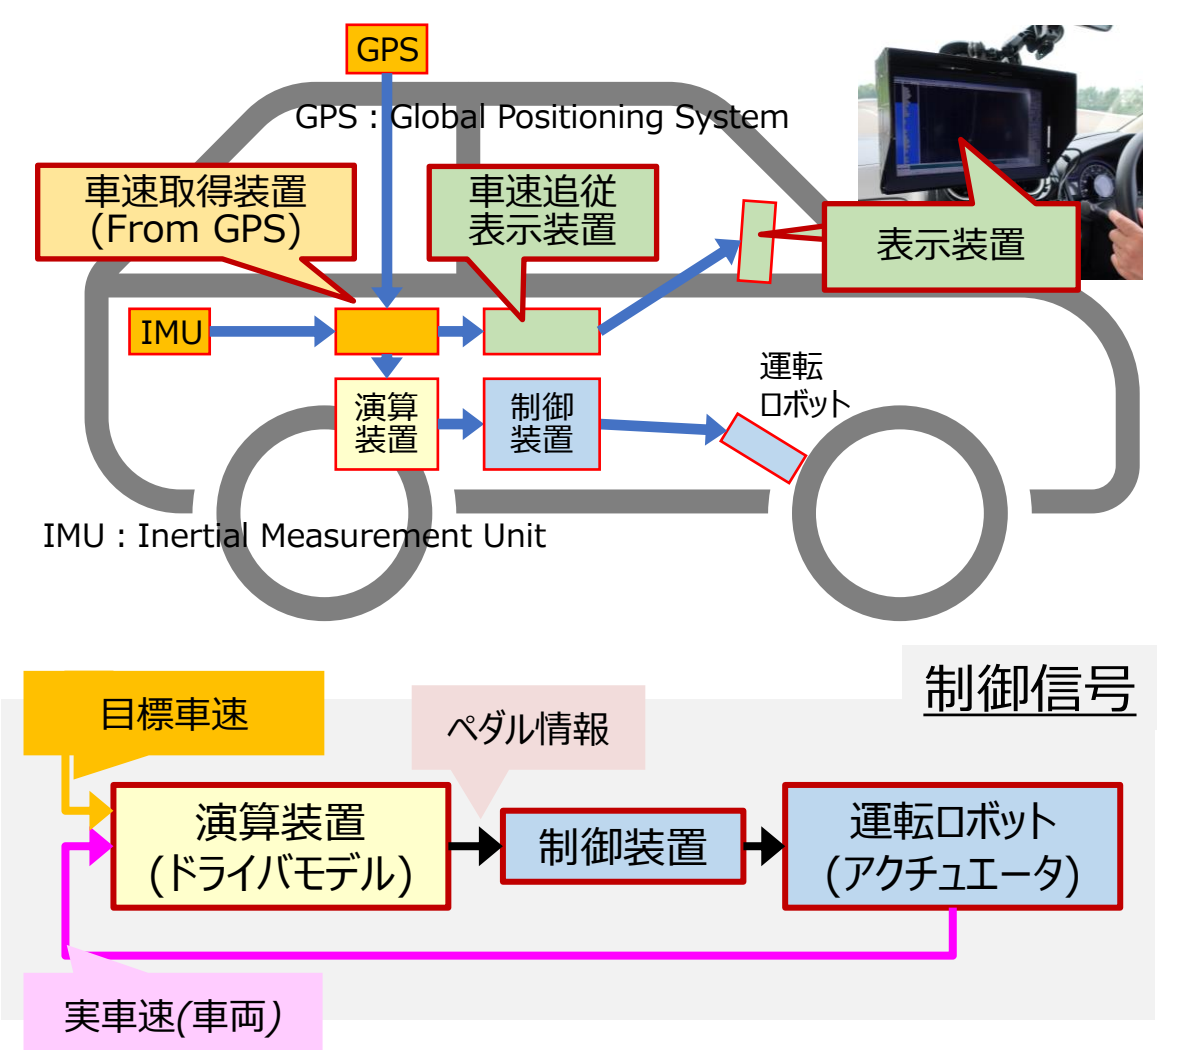 GPS
GPS：Global Positioning System
車速取得装置
(From GPS)
車速追従
表示装置
表示装置
IMU
運転
ロボット
演算
装置
制御
装置
IMU：Inertial Measurement Unit
制御信号
目標車速
ペダル情報
演算装置
(ドライバモデル)
制御装置
運転ロボット
(アクチュエータ)
実車速(車両)